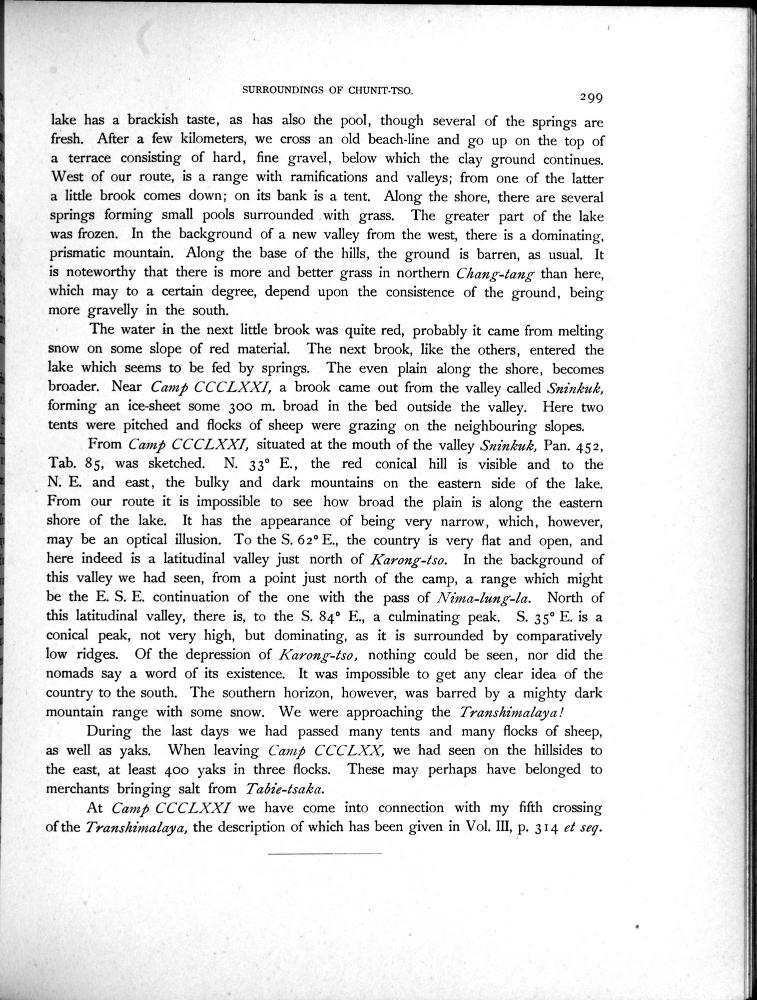 SURROUNDINGS OF CHUNIT-TSO.
299
lake has a brackish taste, as has also the pool, though several of the springs are
fresh. After a few kilometers, we cross an old beach-line and go up on the top of
a terrace consisting of hard, fine gravel, below which the clay ground continues.
West of our route, is a range with ramifications and valleys; from one of the latter
a little brook comes down; on its bank is a tent. Along the shore, there are several
springs forming small pools surrounded with grass. The greater part of the lake
was frozen. In the background of a new valley from the west, there is a dominating,
prismatic mountain. Along the base of the hills, the ground is barren, as usual. It
is noteworthy that there is more and better grass in northern Chang-tang than here,
which may to a certain degree, depend upon the consistence of the ground, being
more gravelly in the south.
The water in the next little brook was quite red, probably it came from melting
snow on some slope of red material. The next brook, like the others, entered the
lake which seems to be fed by springs. The even plain along the shore, becomes
broader. Near Camp CCCLXXI, a brook came out from the valley called Sninkuk,
forming an ice-sheet some 300 m. broad in the bed outside the valley. Here two
tents were pitched and flocks of sheep were grazing on the neighbouring slopes.
From Camp CCCLXXI, situated at the mouth of the valley Sninkuk, Pan. 452,
Tab. 85, was sketched. N. 33° E., the red conical hill is visible and to the
N. E. and east, the bulky and dark mountains on the eastern side of the lake.
From our route it is impossible to see how broad the plain is along the eastern
shore of the lake. It has the appearance of being very narrow, which, however,
may be an optical illusion. To the S. 62° E., the country is very flat and open, and
here indeed is a latitudinal valley just north of Karong-tso. In the background of
this valley we had seen, from a point just north of the camp, a range which might
be the E. S. E. continuation of the one with the pass of Nima-lung-la. North of
this latitudinal valley, there is, to the S. 84° E., a culminating peak. S. 35° E. is a
conical peak, not very high, but dominating, as it is surrounded by comparatively
low ridges. Of the depression of Karong-tso, nothing could be seen, nor did the
nomads say a word of its existence. It was impossible to get any clear idea of the
country to the south. The southern horizon, however, was barred by a mighty dark
mountain range with some snow. We were approaching the Transhimalaya!
During the last days we had passed many tents and many flocks of sheep,
as well as yaks. When leaving Camp CCCLXX, we had seen on the hillsides to
the east, at least 400 yaks in three flocks. These may perhaps have belonged to
merchants bringing salt from Tabie-tsaka.
At Camp CCCLXXI we have come into connection with my fifth crossing
of the Transhimalaya, the description of which has been given in Vol. III, p. 314 et seq.